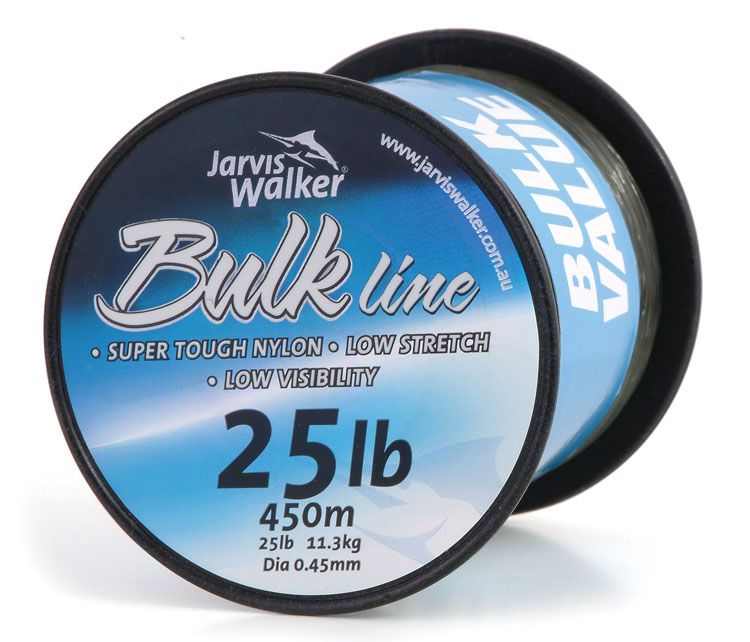 Jarvis
Walker®
www.jarviswalker.com.au
Bulk line
• SUPER TOUGH NYLON • LOW STRETCH
• LOW VISIBILITY
25lb
450m
25lb 11.3kg
Dia 0.45mm
BULK
VALUE